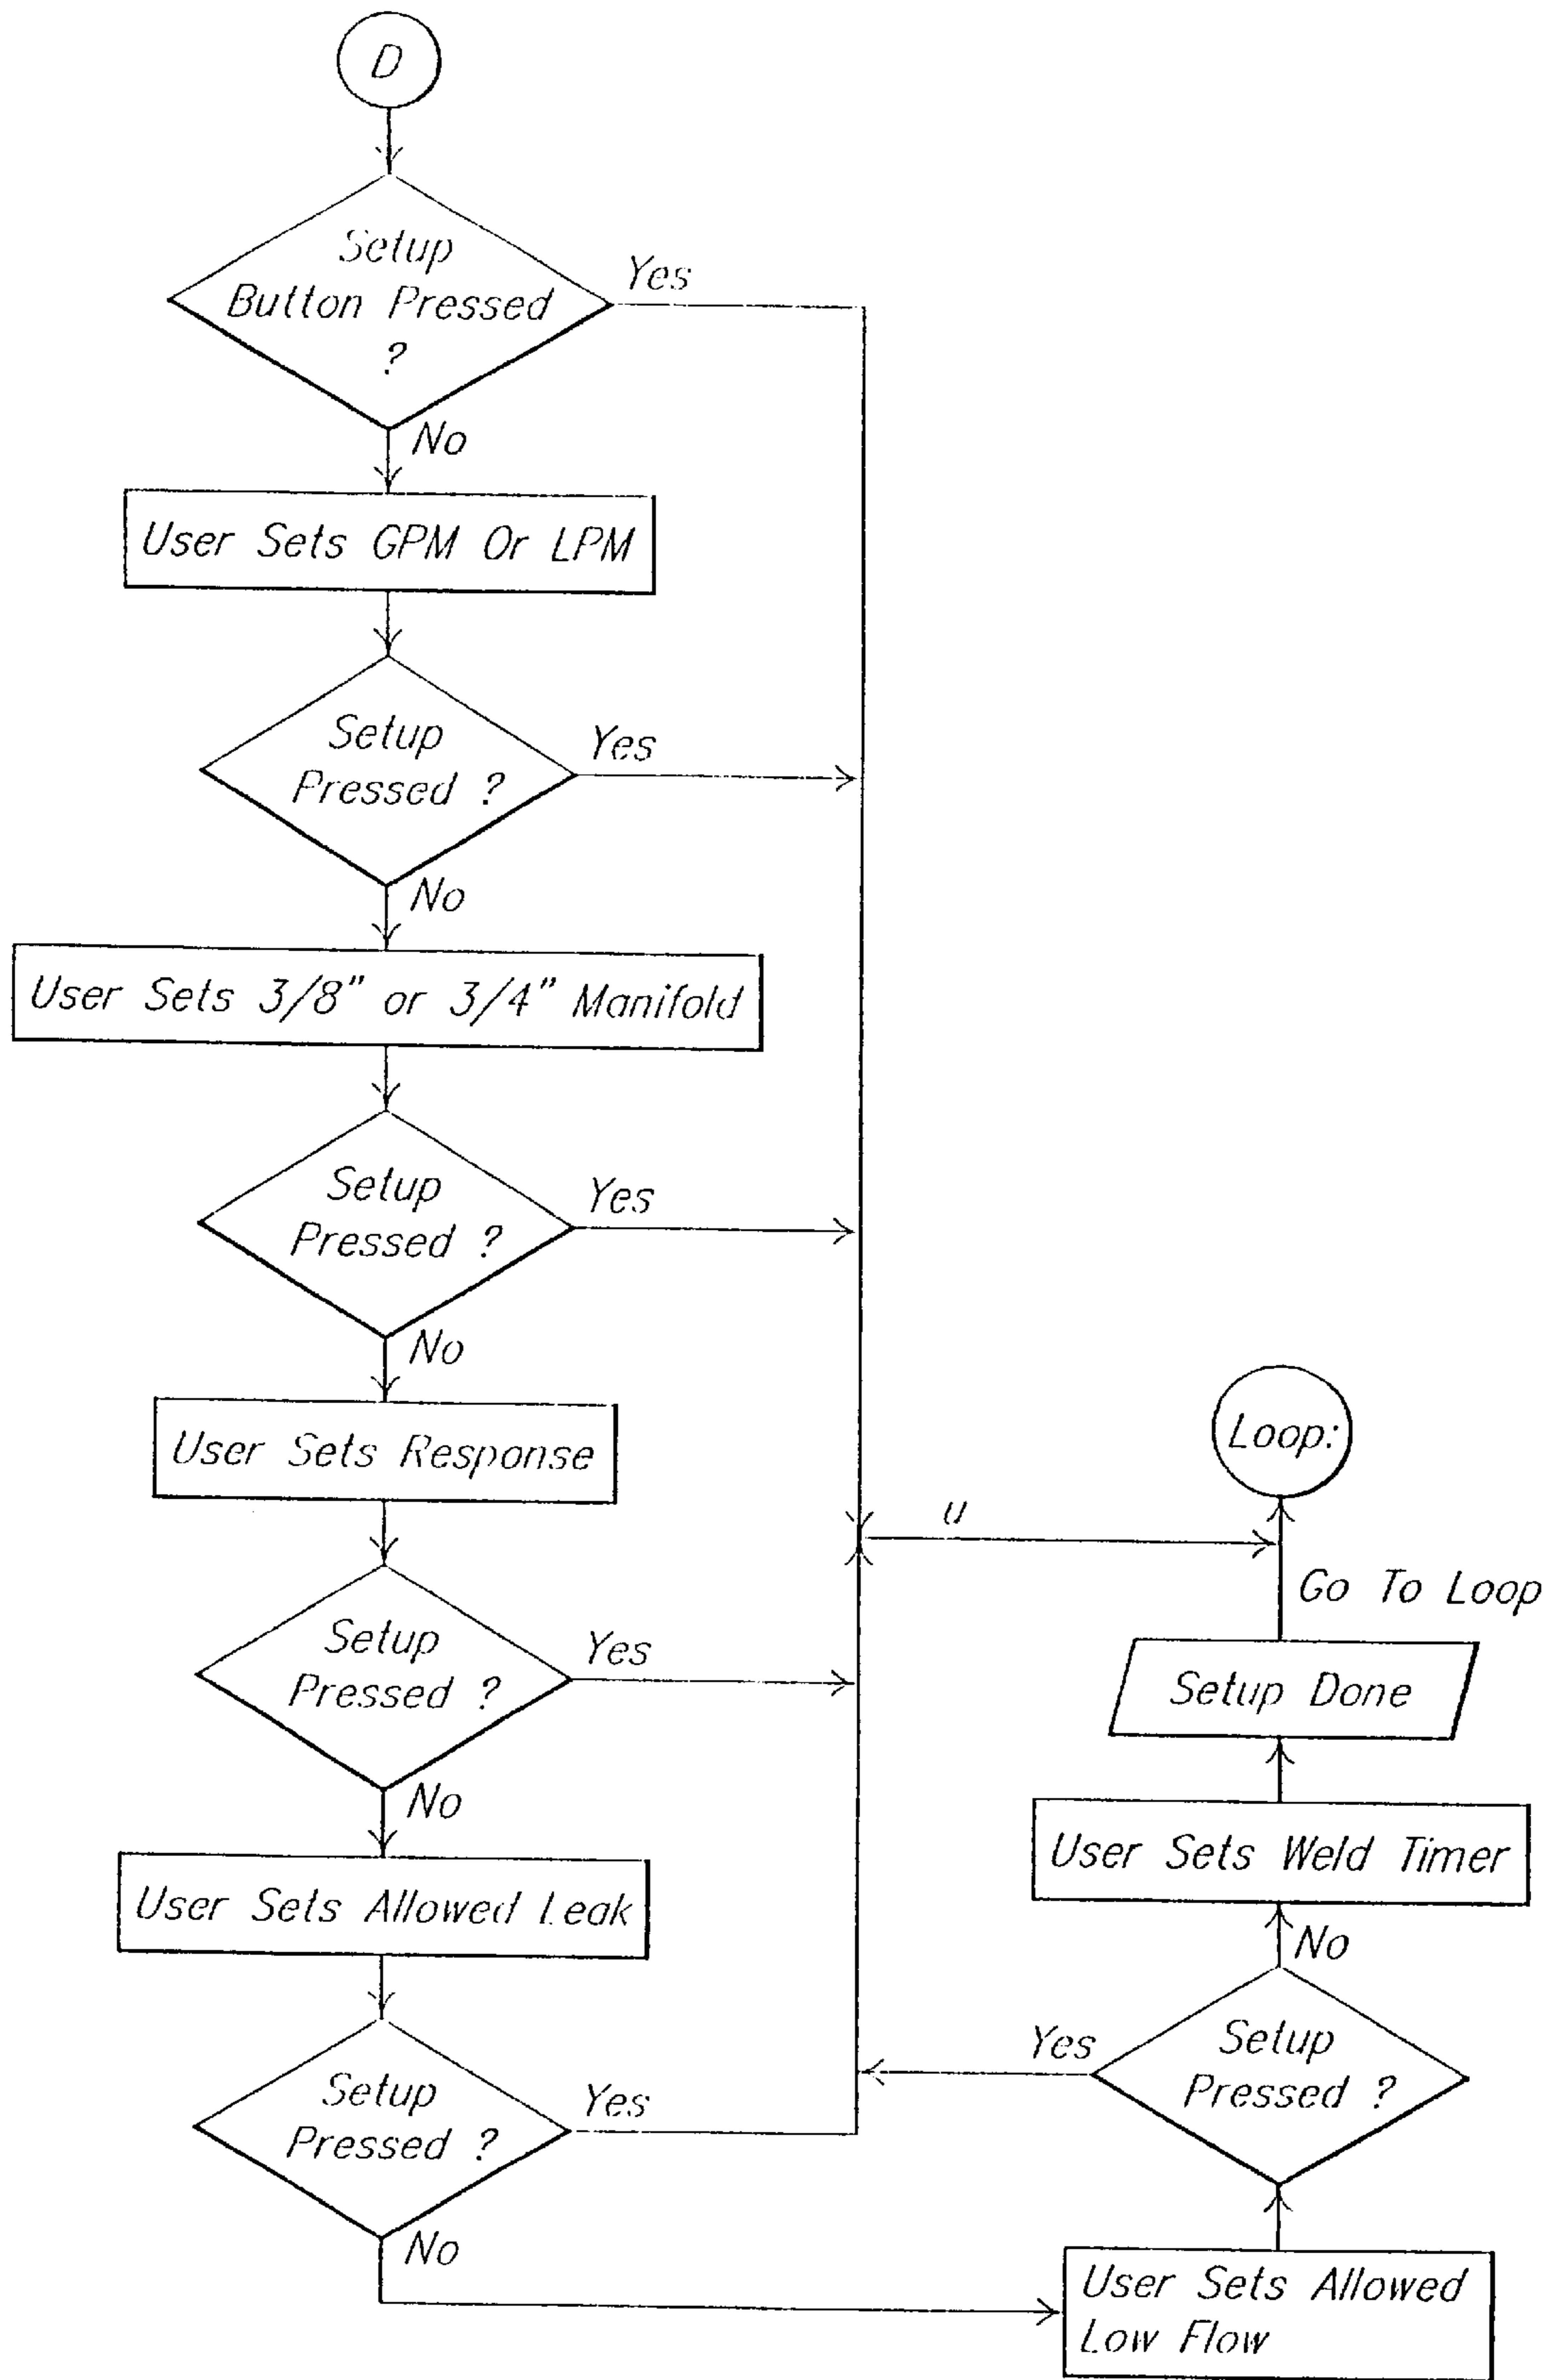 D
Setup
Button Pressed
?
Yes
No
User Sets GPM Or LPM
Setup
Pressed ?
Yes
No
User Sets 3/8" or 3/4" Manifold
Setup
Pressed ?
Yes
No
User Sets Response
Setup
Pressed ?
Yes
No
User Sets Allowed Leak
Setup
Pressed ?
Yes
No
User Sets Allowed
Low Flow
Setup
Pressed ?
Yes
No
User Sets Weld Timer
Setup Done
Go To Loop
u
Loop: